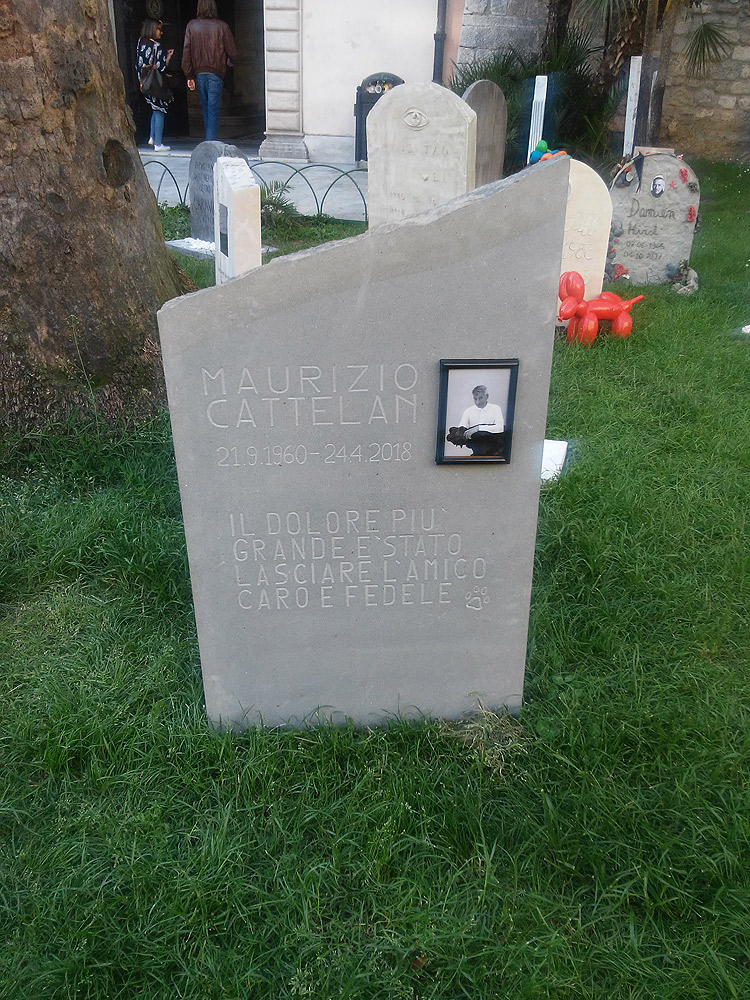 MAURIZIO
CATTELAN
21.9.1960-24.4.2018
IL DOLORE PIU'
GRANDE E' STATO
LASCIARE L'AMICO
CARO E FEDELE
Damien
Hirst